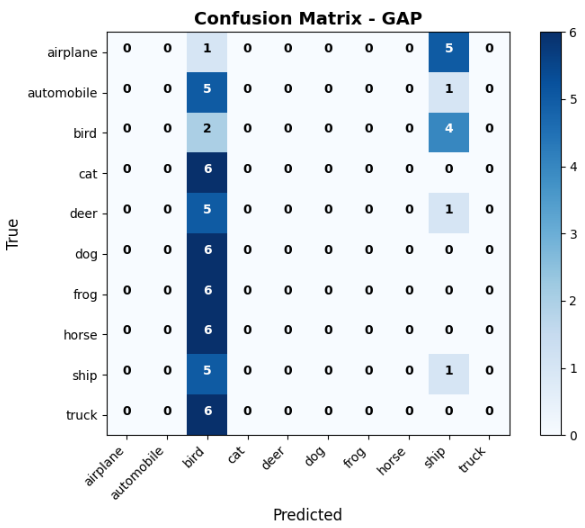 Confusion Matrix - GAP
True
airplane 0 0 1 0 0 0 0 0 5 0
automobile 0 0 5 0 0 0 0 0 1 0
bird 0 0 2 0 0 0 0 0 4 0
cat 0 0 6 0 0 0 0 0 0 0
deer 0 0 5 0 0 0 0 0 1 0
dog 0 0 6 0 0 0 0 0 0 0
frog 0 0 6 0 0 0 0 0 0 0
horse 0 0 6 0 0 0 0 0 0 0
ship 0 0 5 0 0 0 0 0 1 0
truck 0 0 6 0 0 0 0 0 0 0
airplane automobile bird cat deer dog frog horse ship truck
Predicted
6
5
4
3
2
1
0